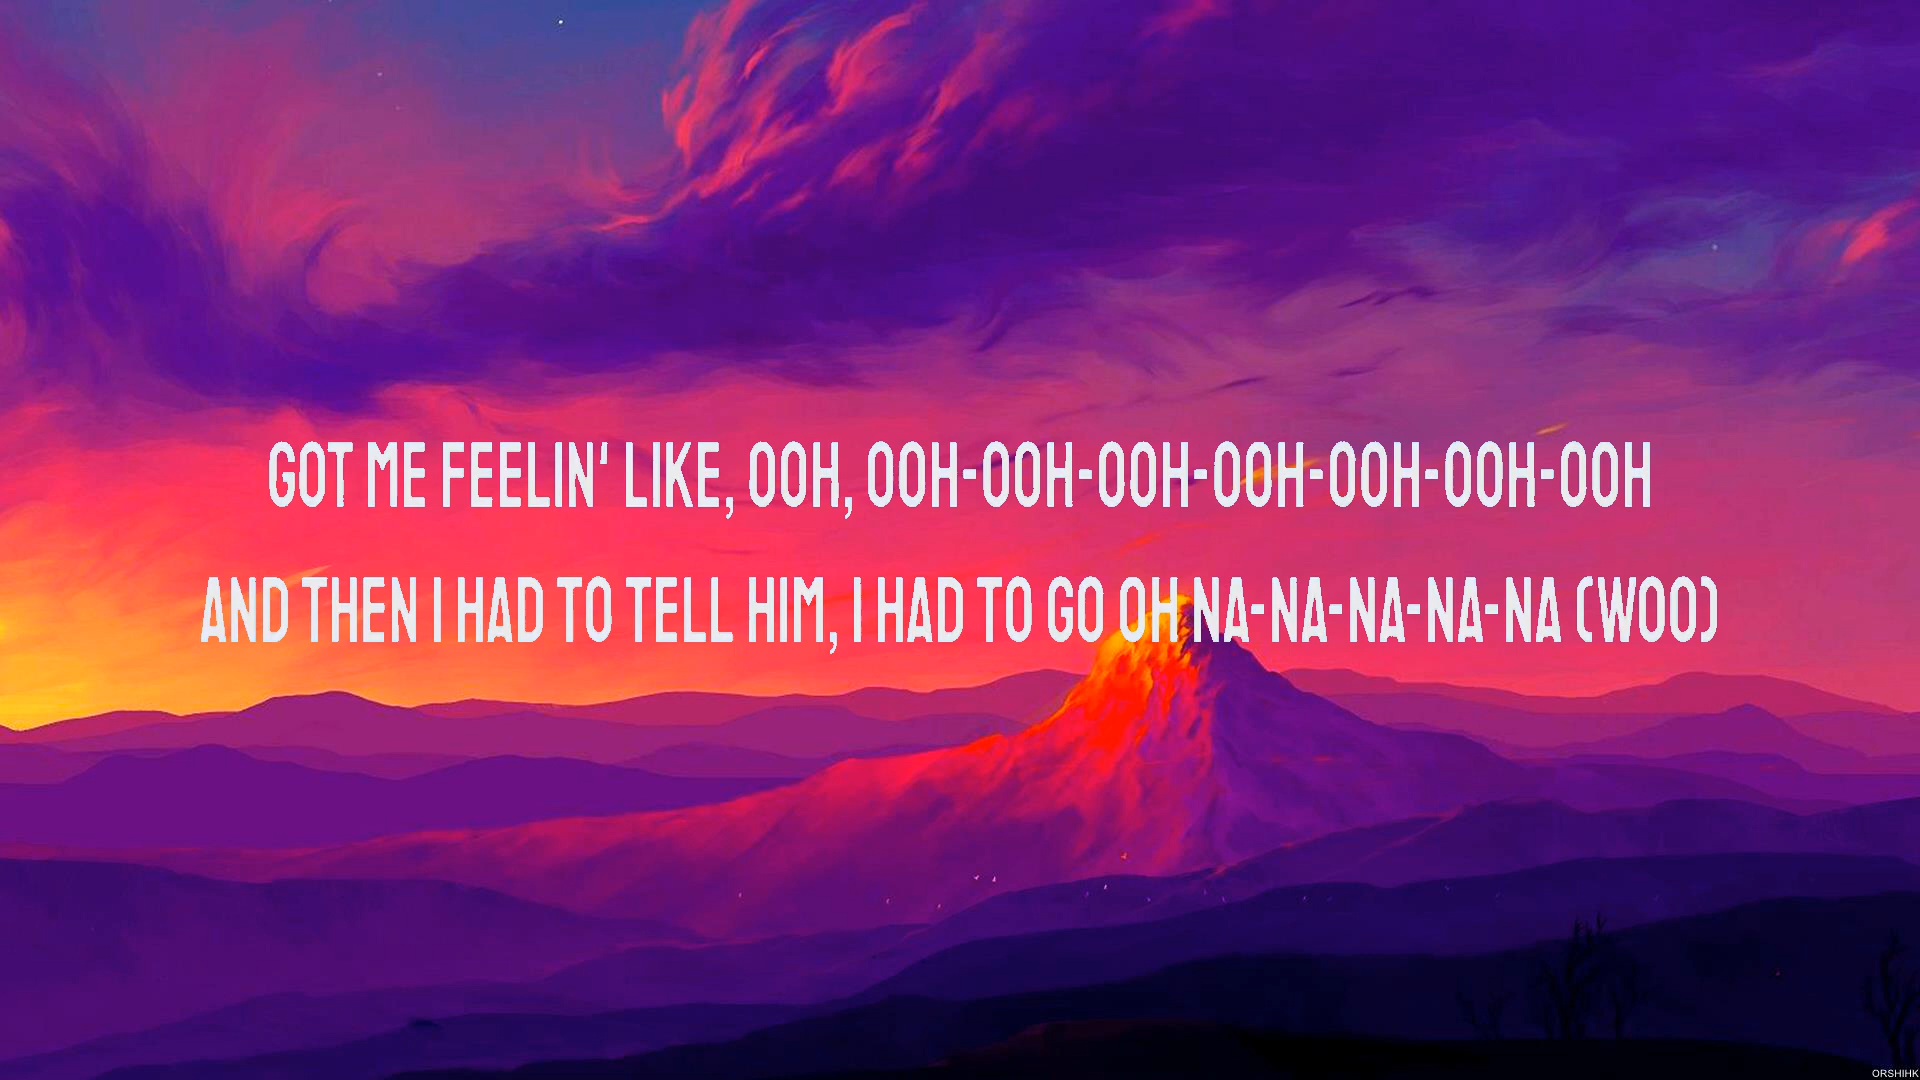 GOT ME FEELIN' LIKE, OOH, OOH-OOH-OOH-OOH-OOH-OOH-OOH
AND THEN I HAD TO TELL HIM, I HAD TO GO OH NA-NA-NA-NA-NA (WOO)
ORSHIHK